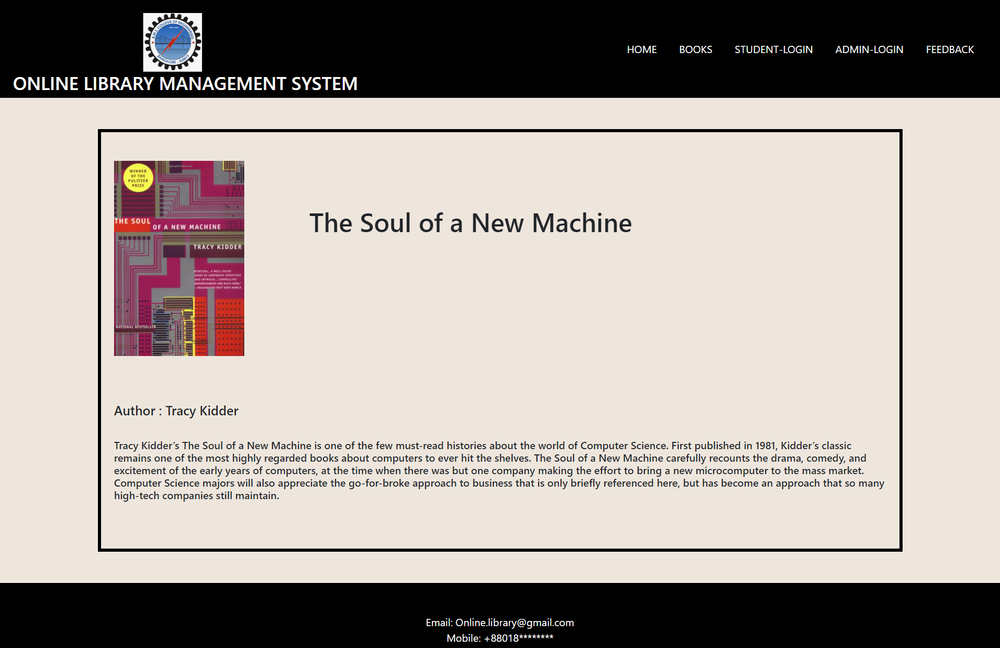 B.M.S. COLLEGE OF ENGINEERING
BANGALORE - 560019
ONLINE LIBRARY MANAGEMENT SYSTEM
HOME BOOKS STUDENT-LOGIN ADMIN-LOGIN FEEDBACK
WINNER
OF THE
PULITZER
PRIZE
THE SOUL
OF A NEW MACHINE
TRACY KIDDER
RIVETING...A WELL-PACED
STORY OF CORPORATE INVENTION
AND INTRIGUE...COMPELLING
ENTERTAINMENT AND MUCH MORE."
—WASHINGTON POST BOOK WORLD
NATIONAL BESTSELLER
The Soul of a New Machine
Author : Tracy Kidder
Tracy Kidder’s The Soul of a New Machine is one of the few must-read histories about the world of Computer Science. First published in 1981, Kidder’s classic
remains one of the most highly regarded books about computers to ever hit the shelves. The Soul of a New Machine carefully recounts the drama, comedy, and
excitement of the early years of computers, at the time when there was but one company making the effort to bring a new microcomputer to the mass market.
Computer Science majors will also appreciate the go-for-broke approach to business that is only briefly referenced here, but has become an approach that so many
high-tech companies still maintain.
Email: Online.library@gmail.com
Mobile: +88018********